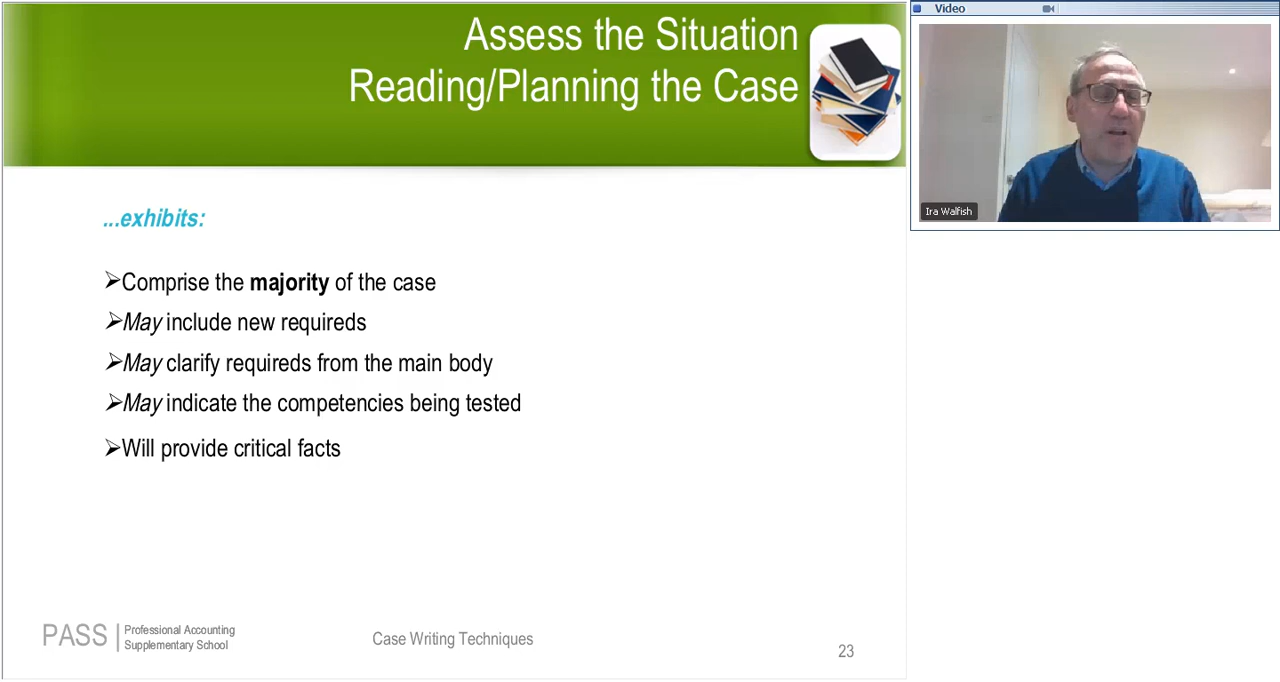 Assess the Situation
Reading/Planning the Case
Video
Ira Walfish
...exhibits:
➢Comprise the majority of the case
➢May include new requireds
➢May clarify requireds from the main body
➢May indicate the competencies being tested
➢Will provide critical facts
PASS
Professional Accounting
Supplementary School
Case Writing Techniques
23